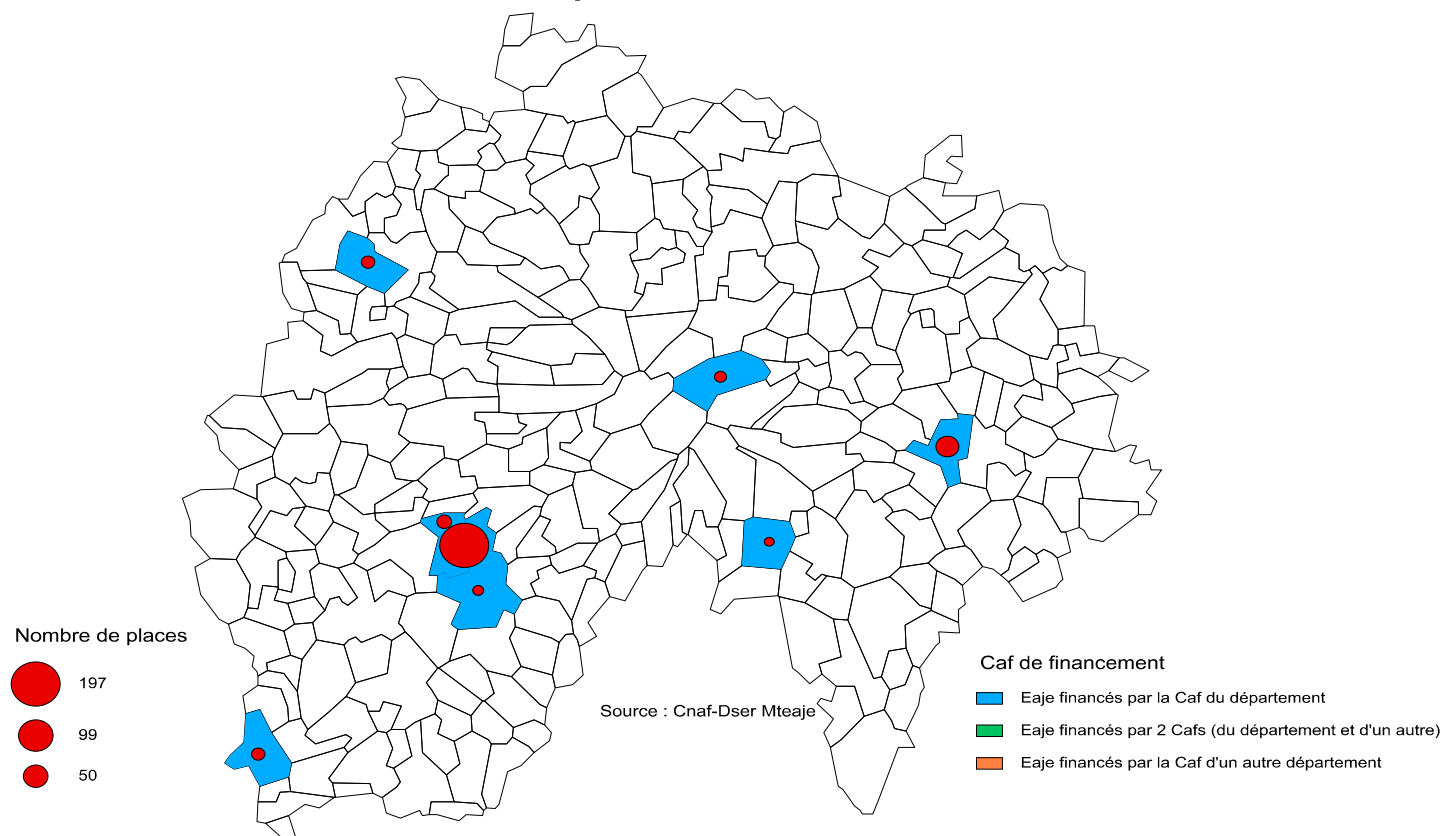 Nombre de places
197
99
50
Source : Cnaf-Dser Mteaje
Caf de financement
Eaje financés par la Caf du département
Eaje financés par 2 Cafs (du département et d'un autre)
Eaje financés par la Caf d'un autre département